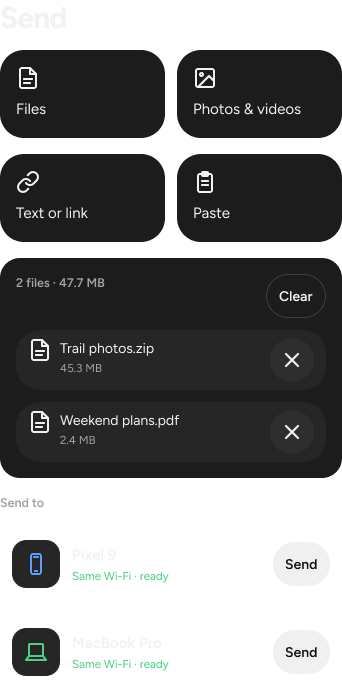 Send
Files
Photos & videos
Text or link
Paste
2 files · 47.7 MB
Clear
Trail photos.zip
45.3 MB
Weekend plans.pdf
2.4 MB
Send to
Pixel 9
Same Wi-Fi · ready
Send
MacBook Pro
Same Wi-Fi · ready
Send